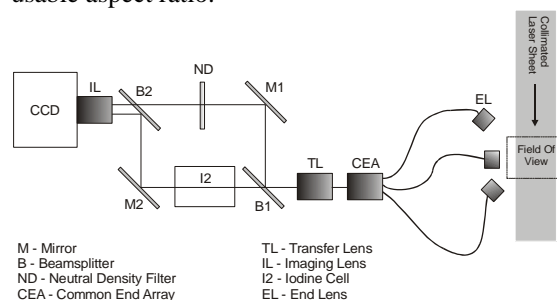 usable aspect ratio.
Collimated
Laser Sheet
ND
IL
B2
M1
EL
CCD
TL
CEA
Field Of
View
I2
M2
B1
M - Mirror
B - Beamsplitter
ND - Neutral Density Filter
CEA - Common End Array
TL - Transfer Lens
IL - Imaging Lens
I2 - Iodine Cell
EL - End Lens